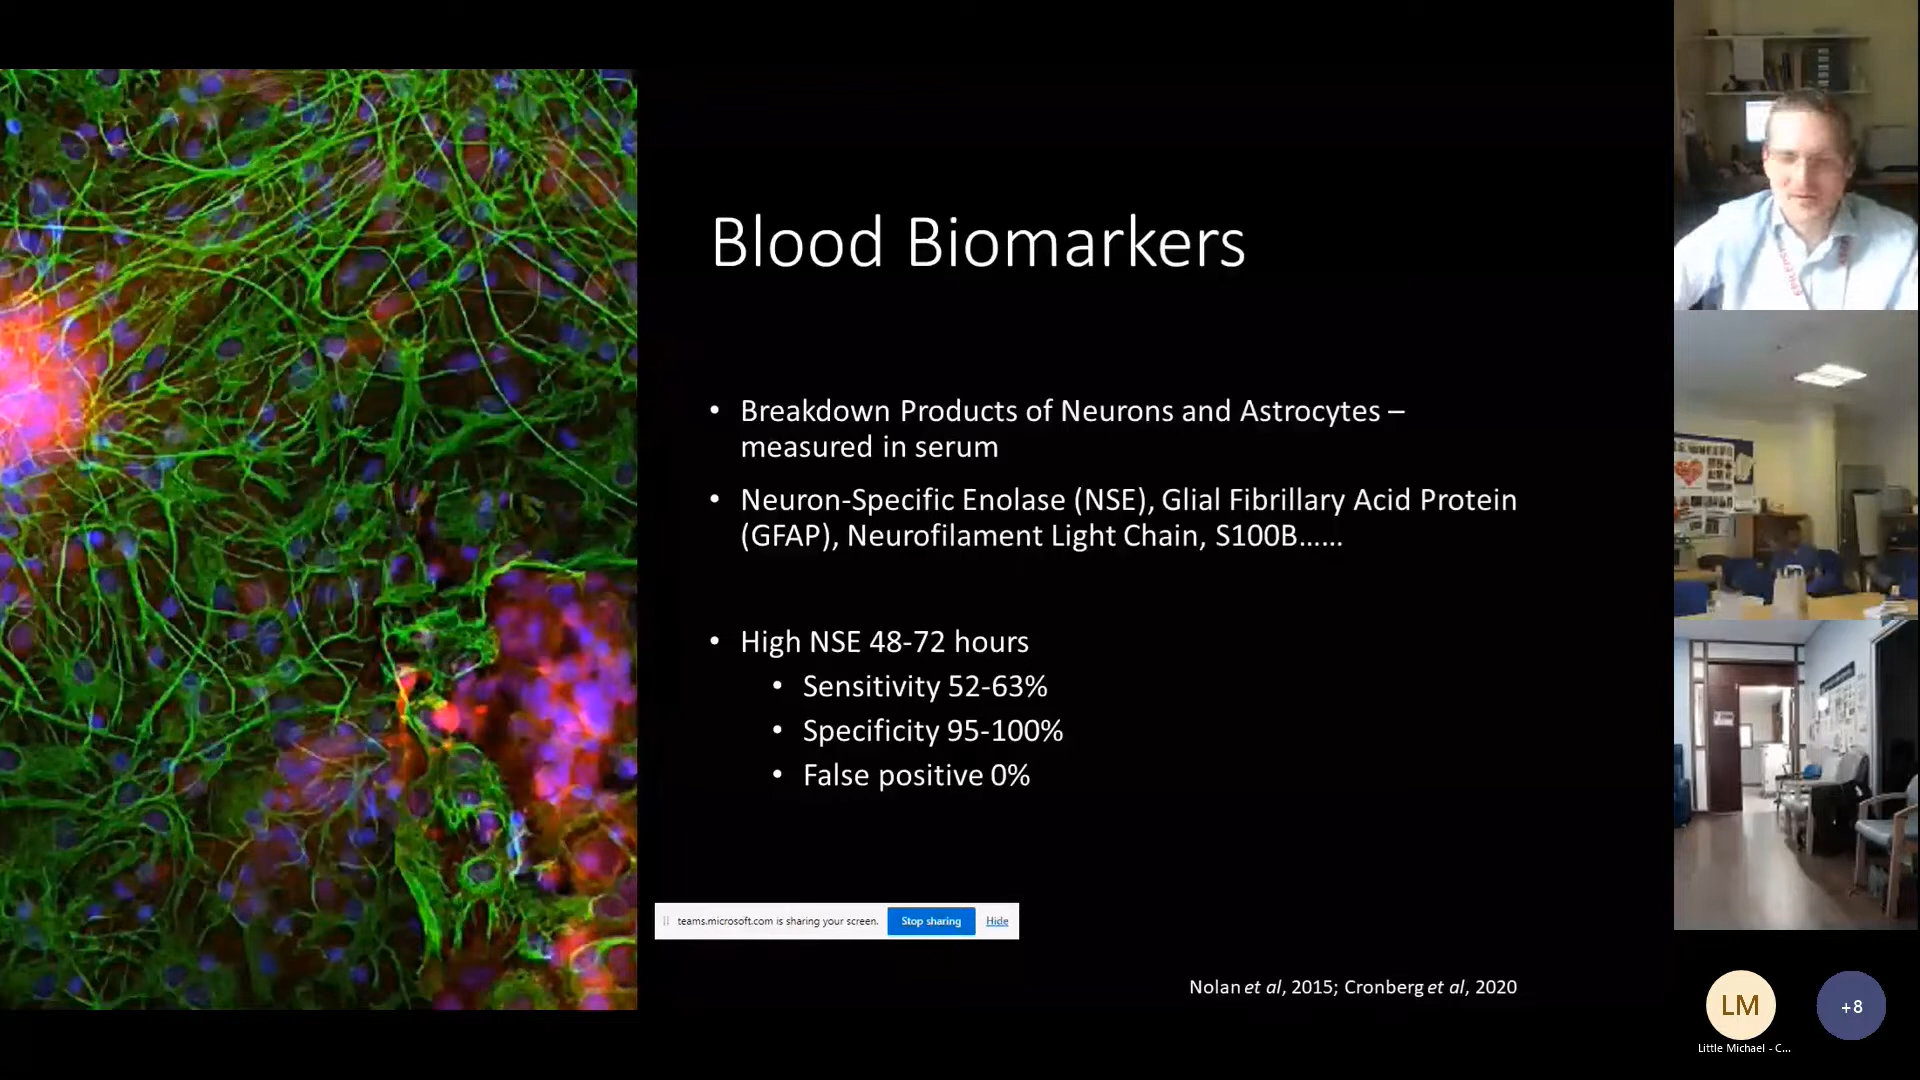 Blood Biomarkers
• Breakdown Products of Neurons and Astrocytes –
measured in serum
• Neuron-Specific Enolase (NSE), Glial Fibrillary Acid Protein
(GFAP), Neurofilament Light Chain, S100B......
• High NSE 48-72 hours
• Sensitivity 52-63%
• Specificity 95-100%
• False positive 0%
teams.microsoft.com is sharing your screen. Stop sharing Hide
Nolan et al, 2015; Cronberg et al, 2020
LM
+8
Little Michael - C...